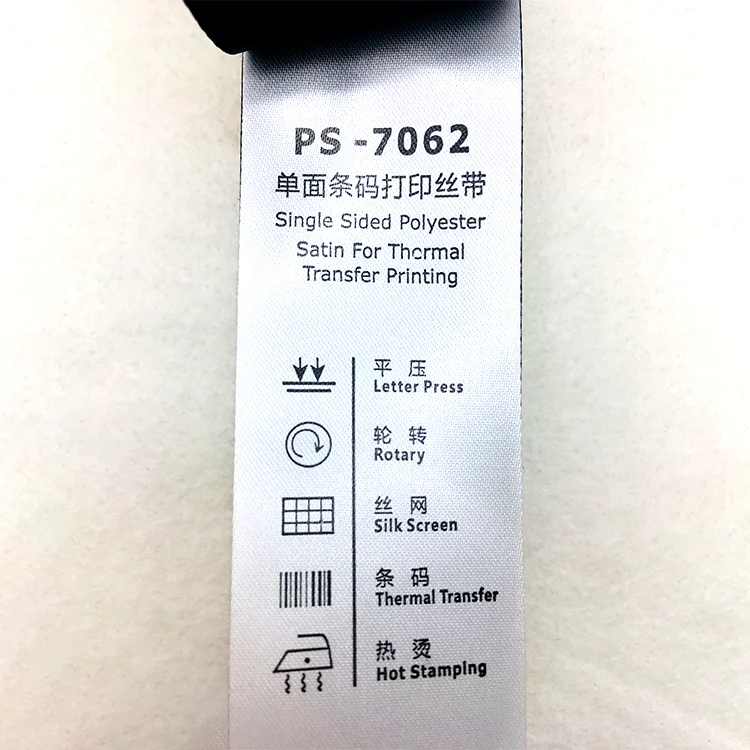 PS -7062
单面条码打印丝带
Single Sided Polyester
Satin For Thermal
Transfer Printing
平 压
Letter Press
轮 转
Rotary
丝 网
Silk Screen
条 码
Thermal Transfer
热 烫
Hot Stamping